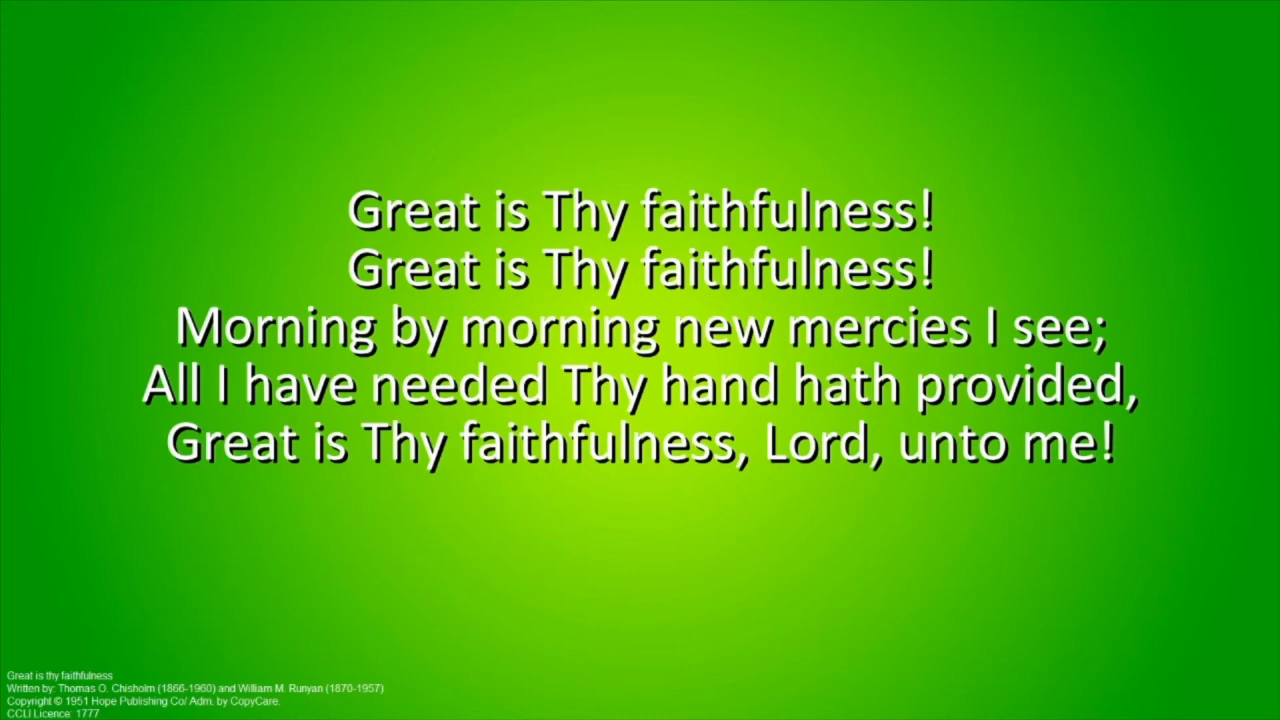 Great is Thy faithfulness!
Great is Thy faithfulness!
Morning by morning new mercies I see;
All I have needed Thy hand hath provided,
Great is Thy faithfulness, Lord, unto me!
Great is thy faithfulness
Written by: Thomas O. Chisholm (1866-1960) and William M. Runyan (1870-1957)
Copyright © 1951 Hope Publishing Co/ Adm. by CopyCare.
CCLI Licence: 1777